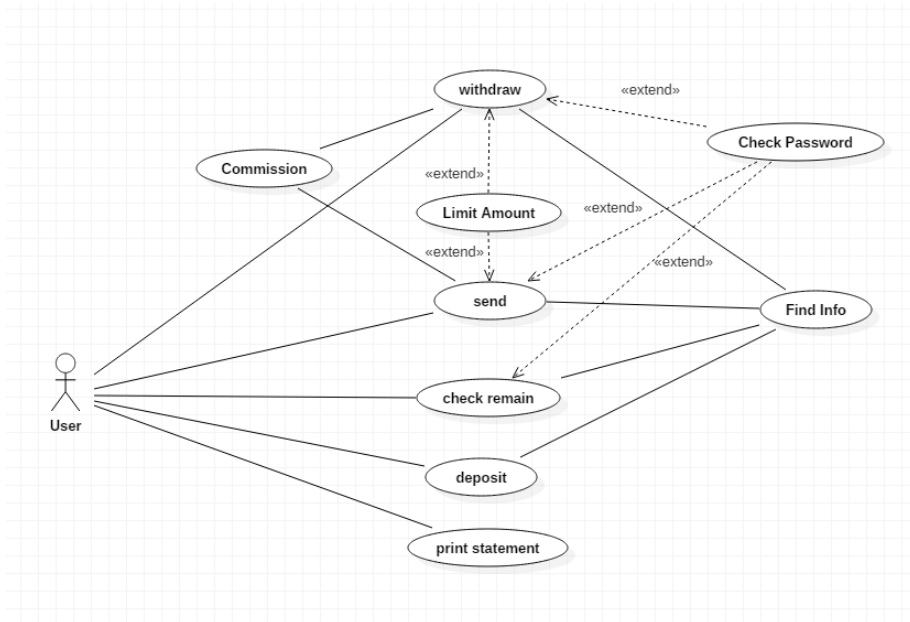 withdraw
«extend»
Check Password
Commission
«extend»
Limit Amount
«extend»
«extend»
«extend»
send
Find Info
check remain
User
deposit
print statement